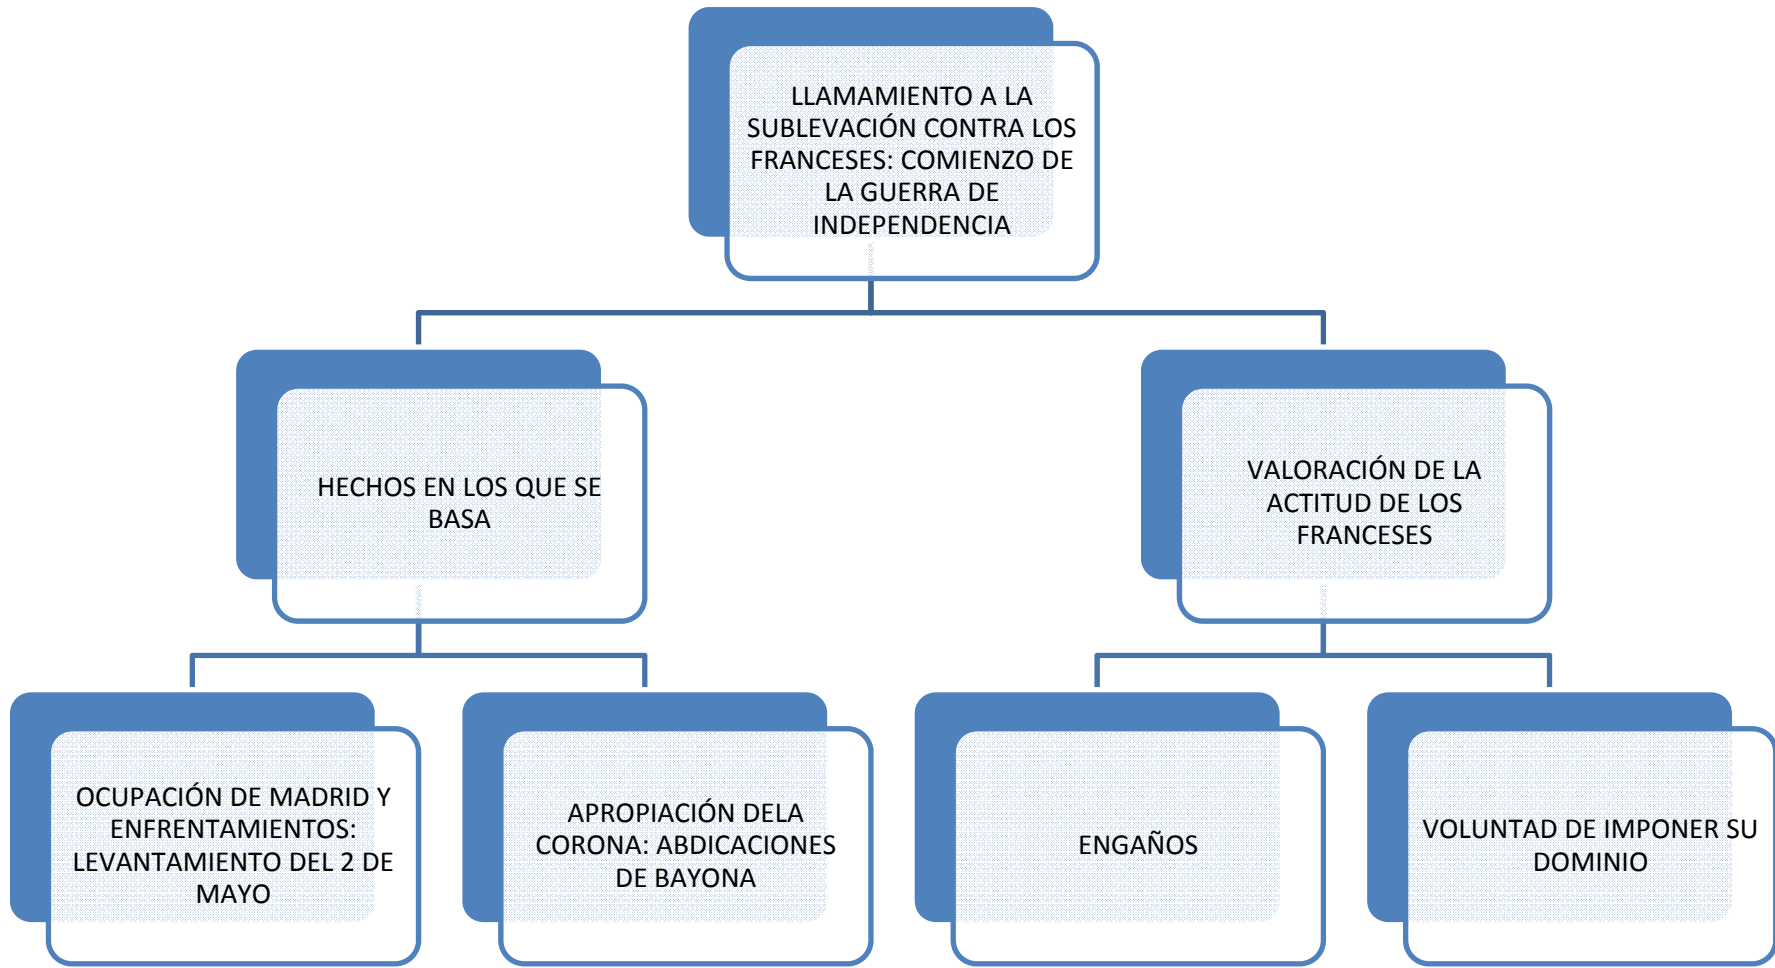 LLAMAMIENTO A LA
SUBLEVACIÓN CONTRA LOS
FRANCESES: COMIENZO DE
LA GUERRA DE
INDEPENDENCIA
HECHOS EN LOS QUE SE
BASA
VALORACIÓN DE LA
ACTITUD DE LOS
FRANCESES
OCUPACIÓN DE MADRID Y
ENFRENTAMIENTOS:
LEVANTAMIENTO DEL 2 DE
MAYO
APROPIACIÓN DELA
CORONA: ABDICACIONES
DE BAYONA
ENGAÑOS
VOLUNTAD DE IMPONER SU
DOMINIO